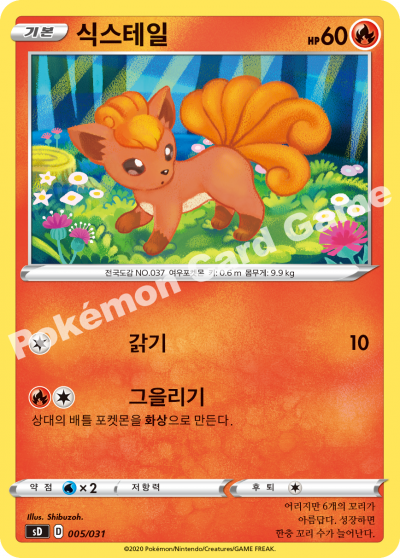 기본 식스테일 HP60
전국도감 NO.037 여우포켓몬 키: 0.6 m 몸무게: 9.9 kg
Pokémon Card Game
갉기 10
그을리기
상대의 배틀 포켓몬을 화상으로 만든다.
약점 ×2 저항력 후퇴
Illus. Shibuzoh.
sD D 005/031
어리지만 6개의 꼬리가
아름답다. 성장하면
한층 꼬리 수가 늘어난다.
©2020 Pokémon/Nintendo/Creatures/GAME FREAK.